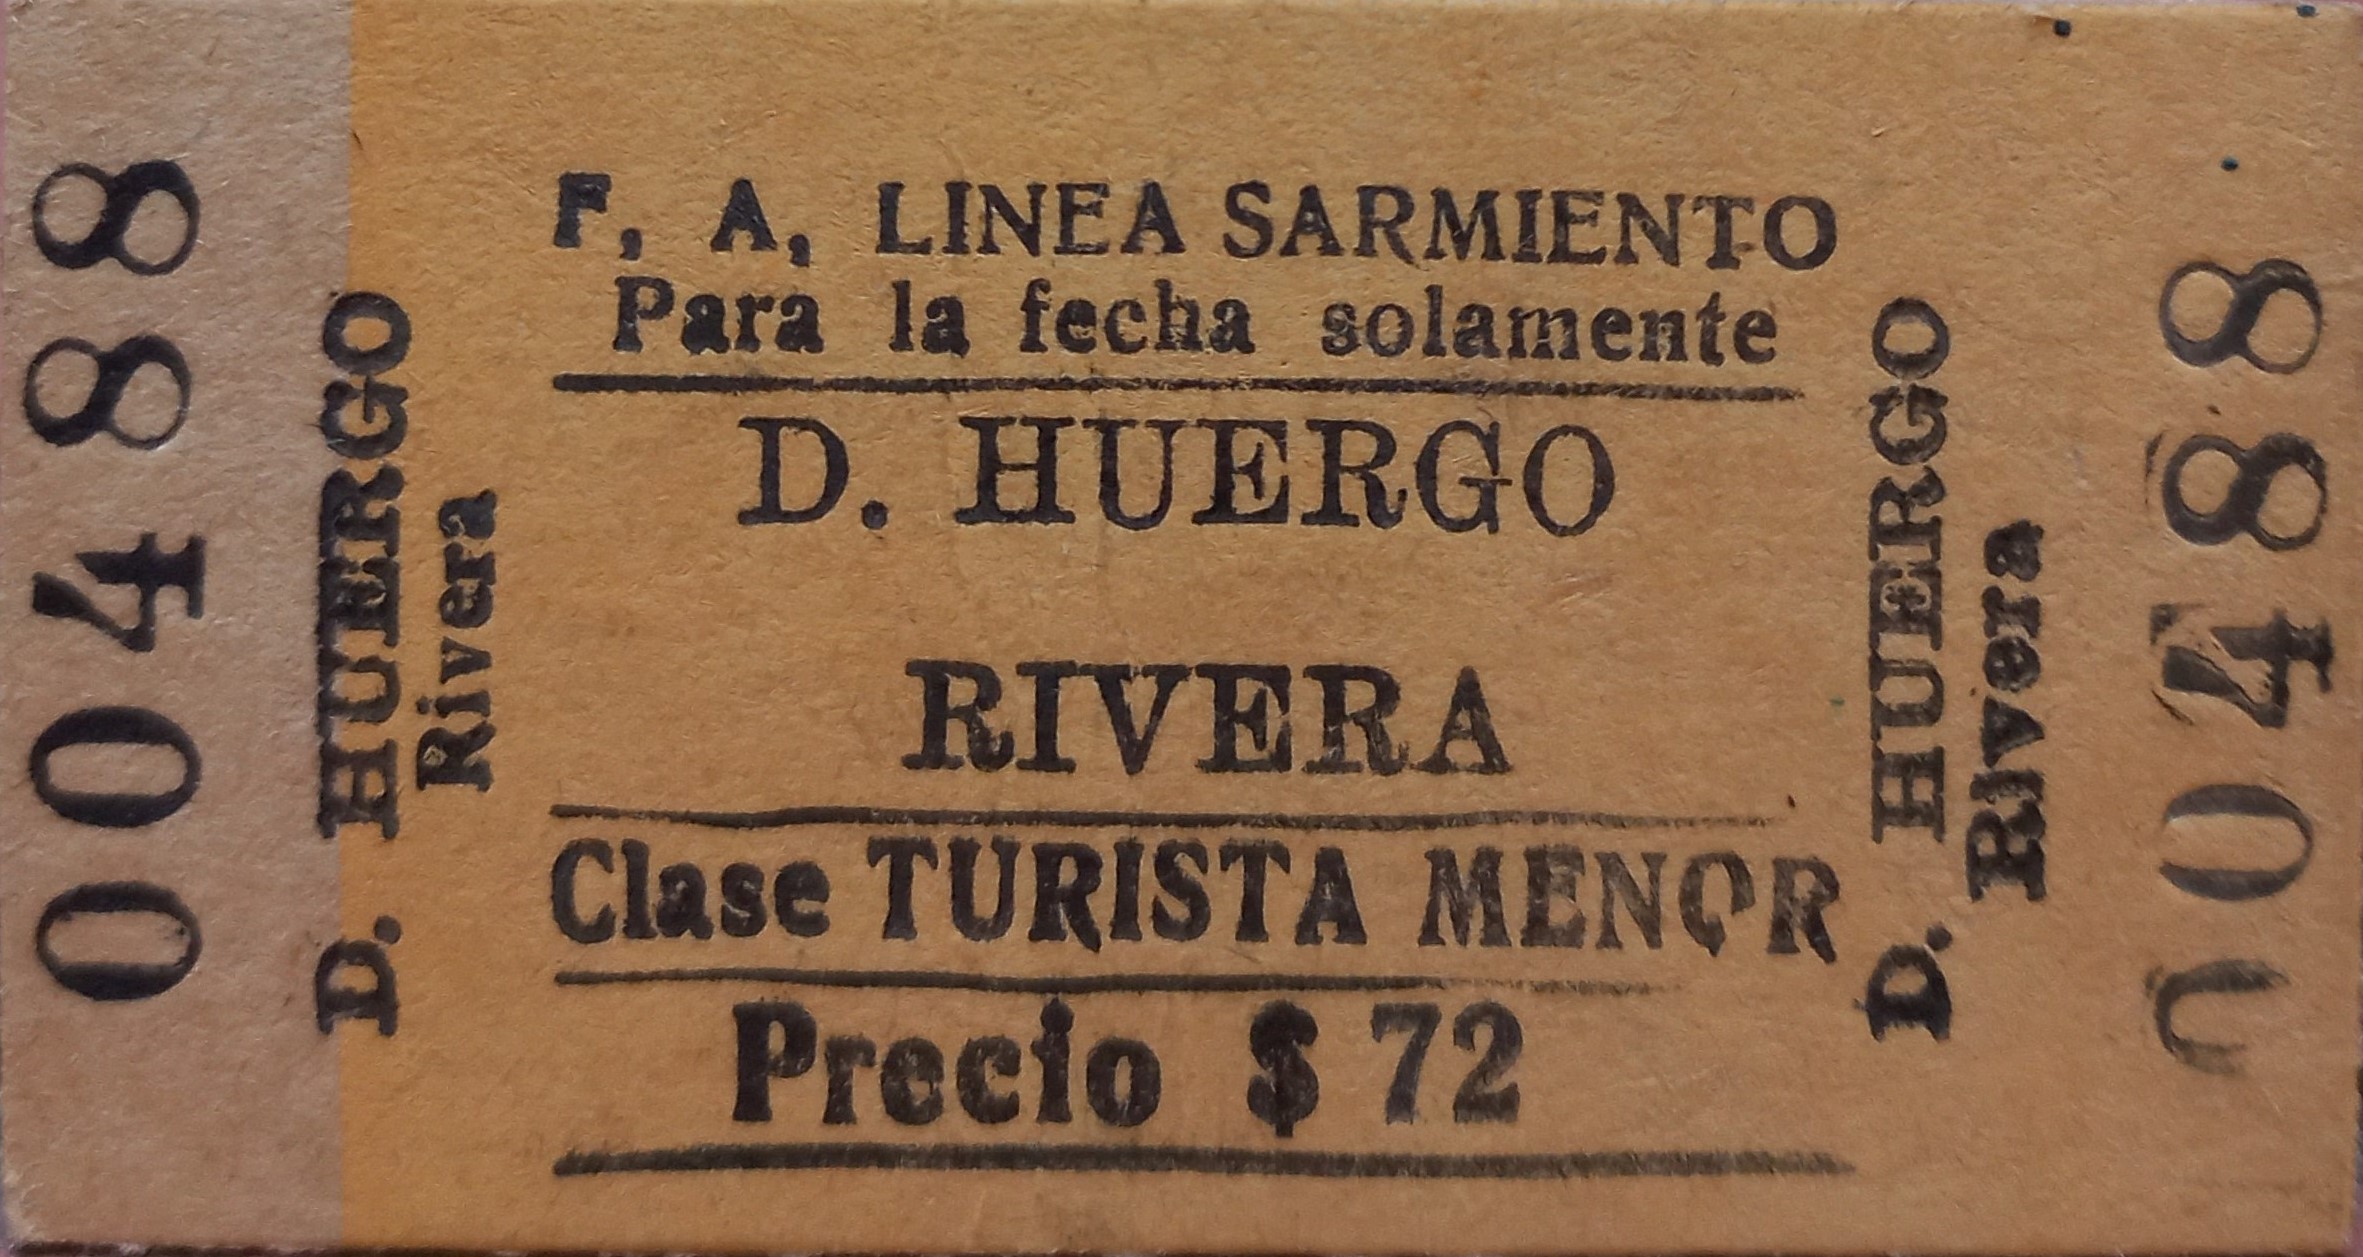 00488
D. HUERGO
Rivera
F, A, LINEA SARMIENTO
Para la fecha solamente
D. HUERGO
RIVERA
Clase TURISTA MENOR
Precio $ 72
D. HUERGO
Rivera
00488